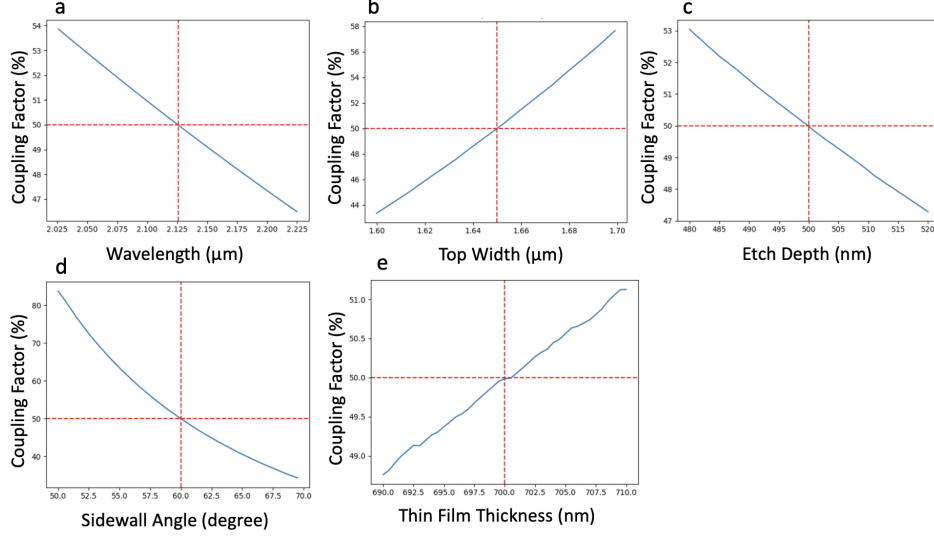 a
54
53
52
51
50
49
48
47
Coupling Factor (%)
2.025 2.050 2.075 2.100 2.125 2.150 2.175 2.200 2.225
Wavelength (μm)
b
58
56
54
52
50
48
46
44
Coupling Factor (%)
1.60 1.62 1.64 1.66 1.68 1.70
Top Width (μm)
c
53
52
51
50
49
48
47
Coupling Factor (%)
480 485 490 495 500 505 510 515 520
Etch Depth (nm)
d
80
70
60
50
40
Coupling Factor (%)
50.0 52.5 55.0 57.5 60.0 62.5 65.0 67.5 70.0
Sidewall Angle (degree)
e
51.0
50.5
50.0
49.5
49.0
Coupling Factor (%)
690.0 692.5 695.0 697.5 700.0 702.5 705.0 707.5 710.0
Thin Film Thickness (nm)